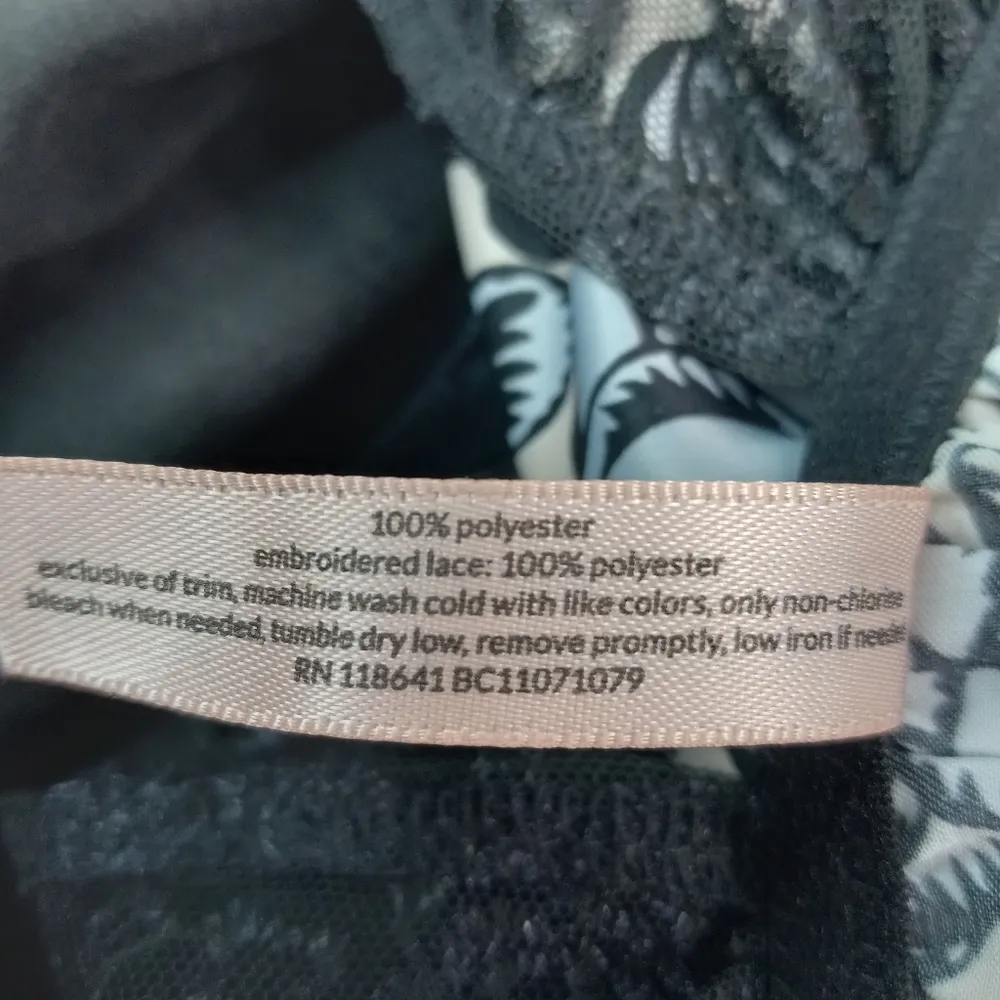 100% polyester
embroidered lace: 100% polyester
exclusive of trim, machine wash cold with like colors, only non-chlorine
bleach when needed, tumble dry low, remove promptly, low iron if needed
RN 118641 BC11071079